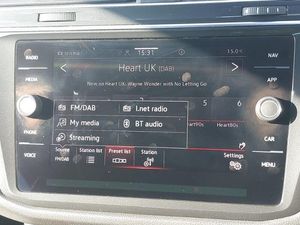 RADIO
15:31
15.0
NAV
MEDIA
Heart UK (DAB)
APP
Now on Heart UK: Wayne Wonder with No Letting Go
FM/DAB
I.net radio
My media
BT audio
Streaming
5
6
Heart80s
PHONE
CAR
VOICE
MENU
Source
FM/DAB
Station list
Preset list
Station
Settings